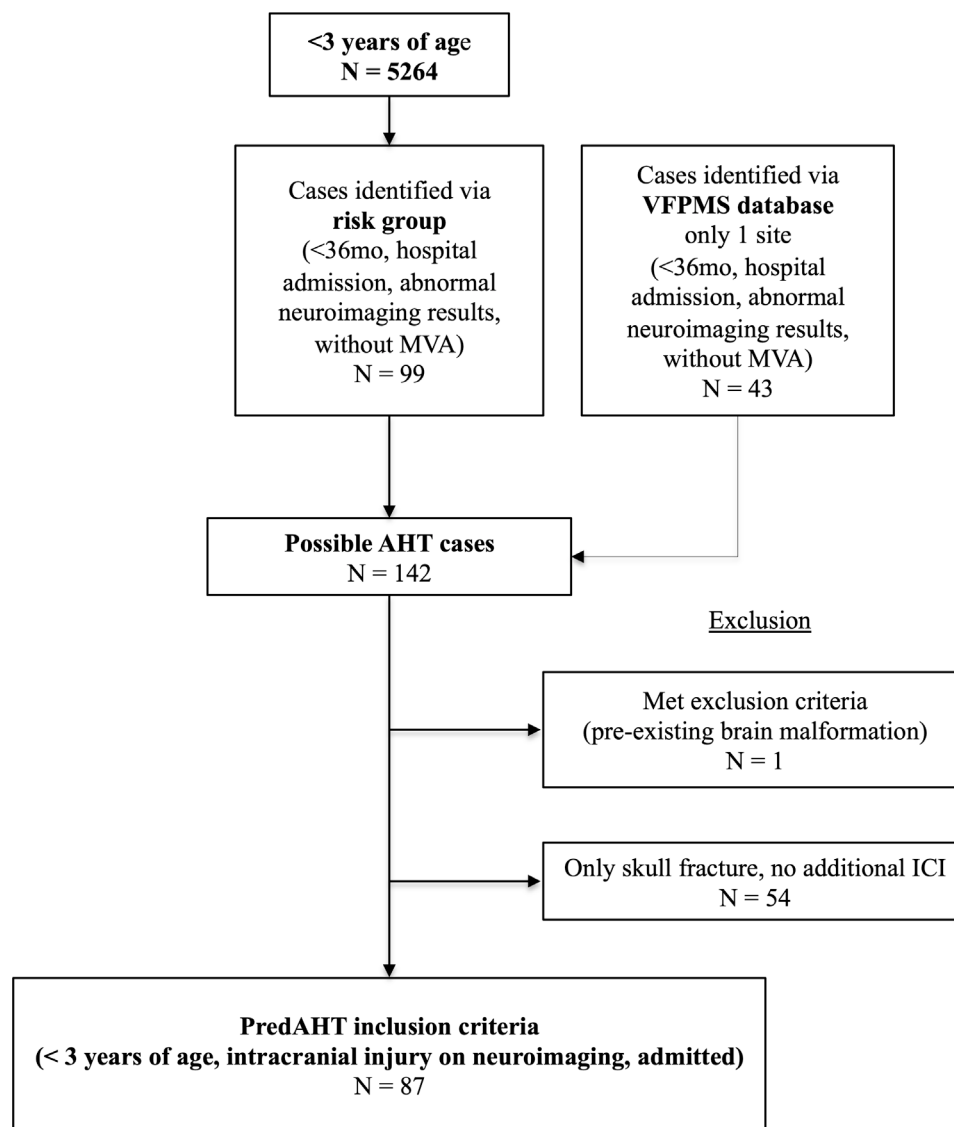 <3 years of age
N = 5264
Cases identified via
risk group
(<36mo, hospital
admission, abnormal
neuroimaging results,
without MVA)
N = 99
Cases identified via
VFPMS database
only 1 site
(<36mo, hospital
admission, abnormal
neuroimaging results,
without MVA)
N = 43
Possible AHT cases
N = 142
Exclusion
Met exclusion criteria
(pre-existing brain malformation)
N = 1
Only skull fracture, no additional ICI
N = 54
PredAHT inclusion criteria
(< 3 years of age, intracranial injury on neuroimaging, admitted)
N = 87